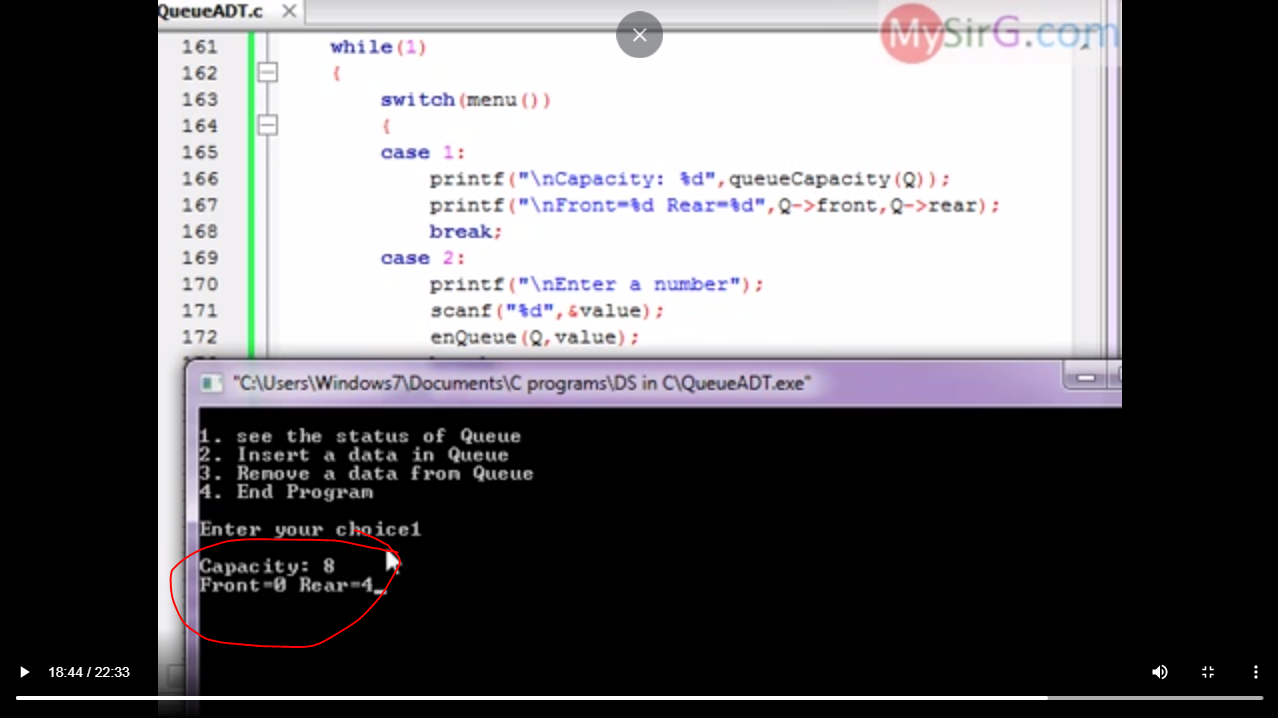 QueueADT.c
MySirG.com
161 while(1)
162 {
163 switch(menu())
164 {
165 case 1:
166 printf("\nCapacity: %d",queueCapacity(Q));
167 printf("\nFront=%d Rear=%d",Q->front,Q->rear);
168 break;
169 case 2:
170 printf("\nEnter a number");
171 scanf("%d",&value);
172 enQueue(Q,value);
"C:\Users\Windows7\Documents\C programs\DS in C\QueueADT.exe"
1. see the status of Queue
2. Insert a data in Queue
3. Remove a data from Queue
4. End Program
Enter your choice1
Capacity: 8
Front=0 Rear=4_
18:44 / 22:33